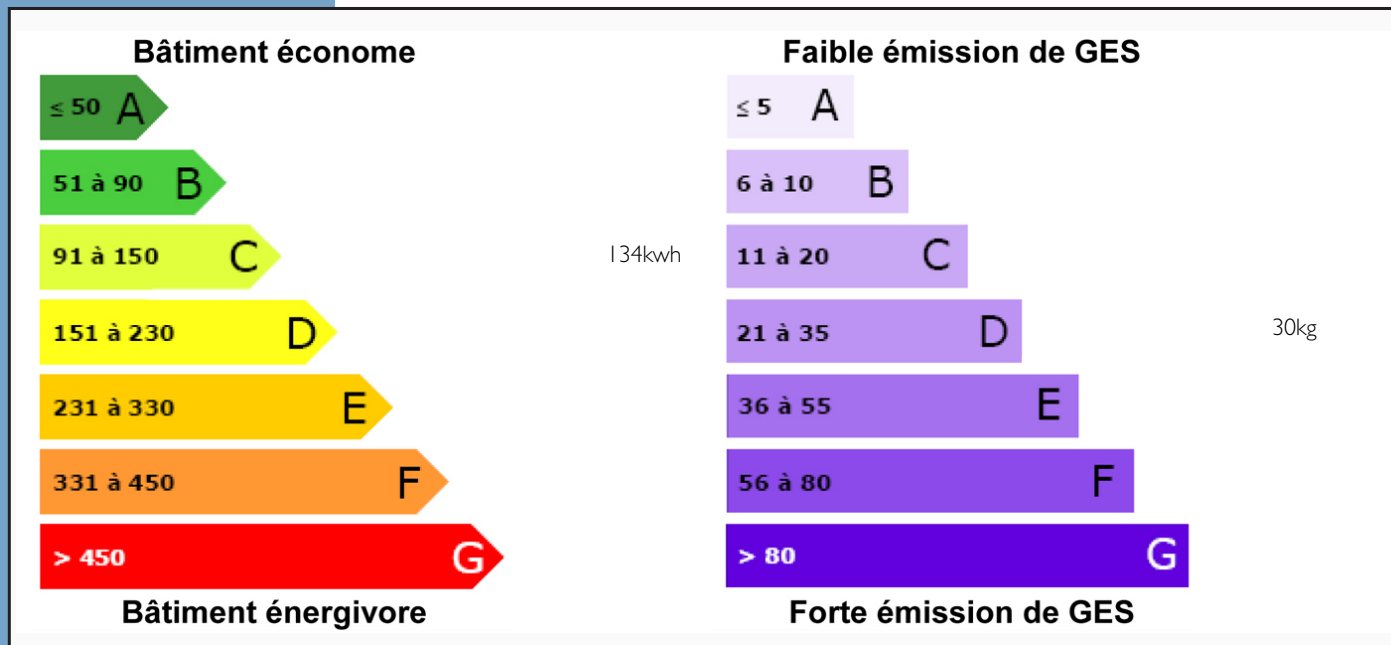 Bâtiment économe
≤ 50 A
51 à 90 B
91 à 150 C
134kwh
151 à 230 D
231 à 330 E
331 à 450 F
> 450 G
Bâtiment énergivore
Faible émission de GES
≤ 5 A
6 à 10 B
11 à 20 C
21 à 35 D
30kg
36 à 55 E
56 à 80 F
> 80 G
Forte émission de GES